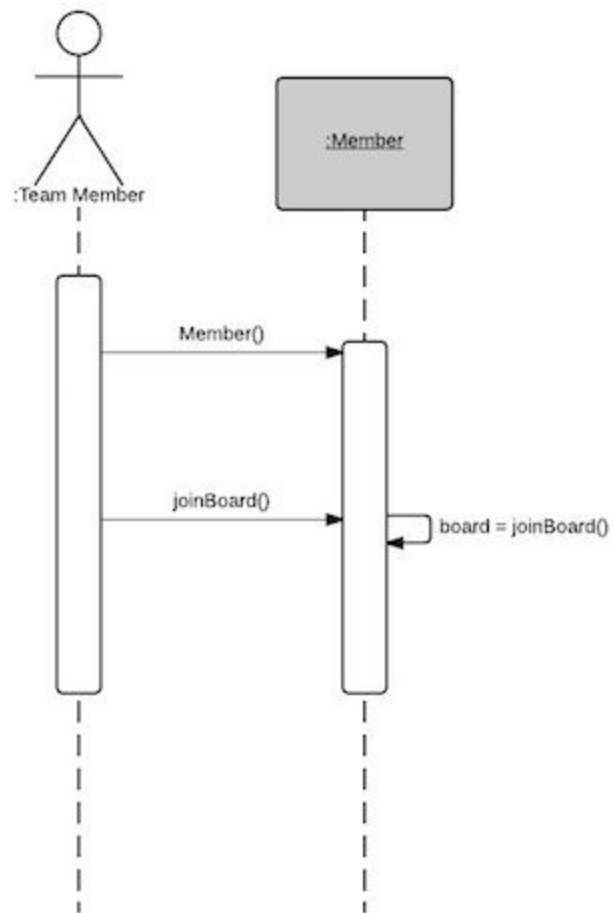 :Team Member
:Member
Member()
joinBoard()
board = joinBoard()